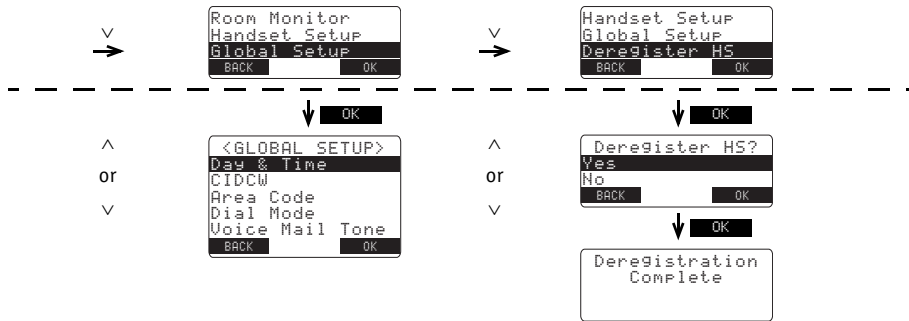 Room Monitor
Handset Setup
Global Setup
BACK OK
Handset Setup
Global Setup
Deregister HS
BACK OK
OK
<GLOBAL SETUP>
Day & Time
CIDCW
Area Code
Dial Mode
Voice Mail Tone
BACK OK
or
OK
Deregister HS?
Yes
No
BACK OK
or
OK
Deregistration
Complete